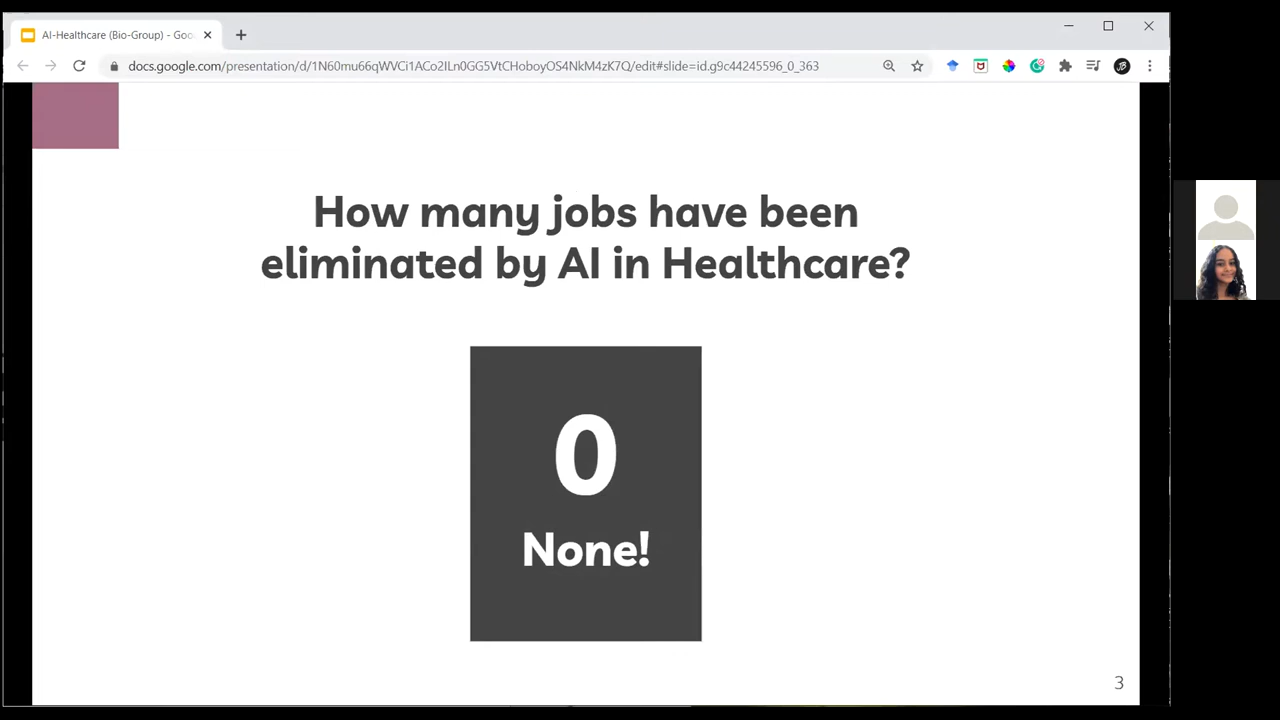 AI-Healthcare (Bio-Group) - Goo
docs.google.com/presentation/d/1N60mu66qWVCi1ACo2ILn0GG5VtCHoboyOS4NkM4zK7Q/edit#slide=id.g9c44245596_0_363
How many jobs have been
eliminated by AI in Healthcare?
0
None!
3